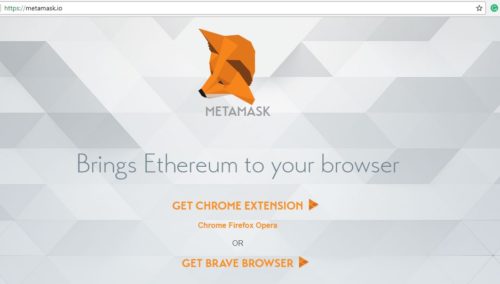 https://metamask.io
METAMASK
Brings Ethereum to your browser
GET CHROME EXTENSION
Chrome Firefox Opera
OR
GET BRAVE BROWSER